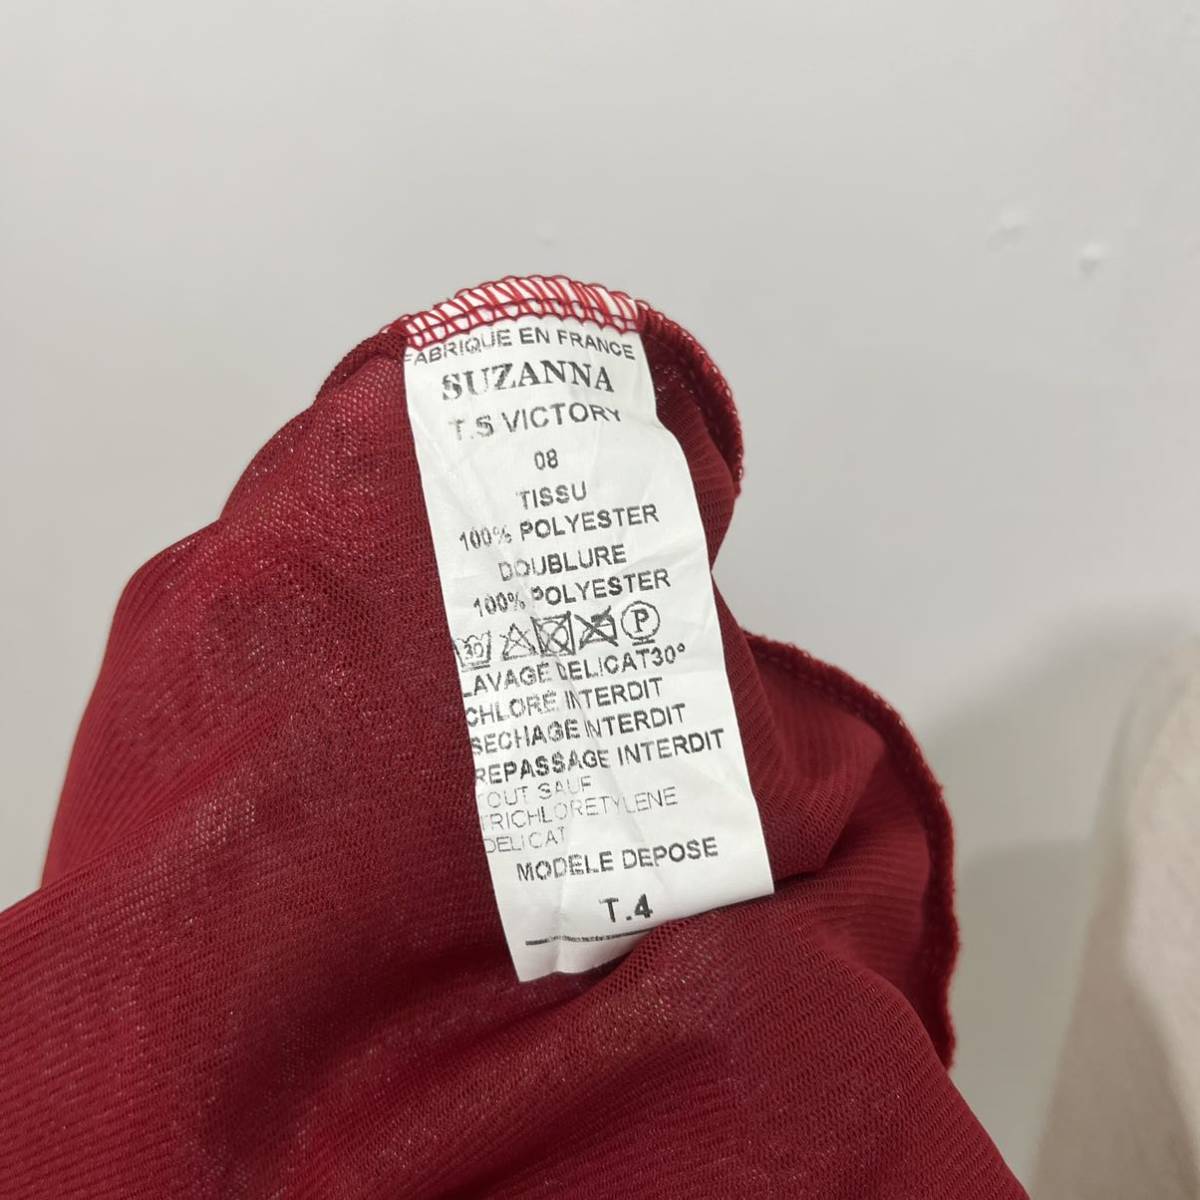 FABRIQUE EN FRANCE
SUZANNA
T.S VICTORY
08
TISSU
100% POLYESTER
DOUBLURE
100% POLYESTER
30 P
LAVAGE DELICAT30°
CHLORE INTERDIT
SECHAGE INTERDIT
REPASSAGE INTERDIT
TOUT SAUF
TRICHLORETYLENE
DELICAT
MODELE DEPOSE
T.4